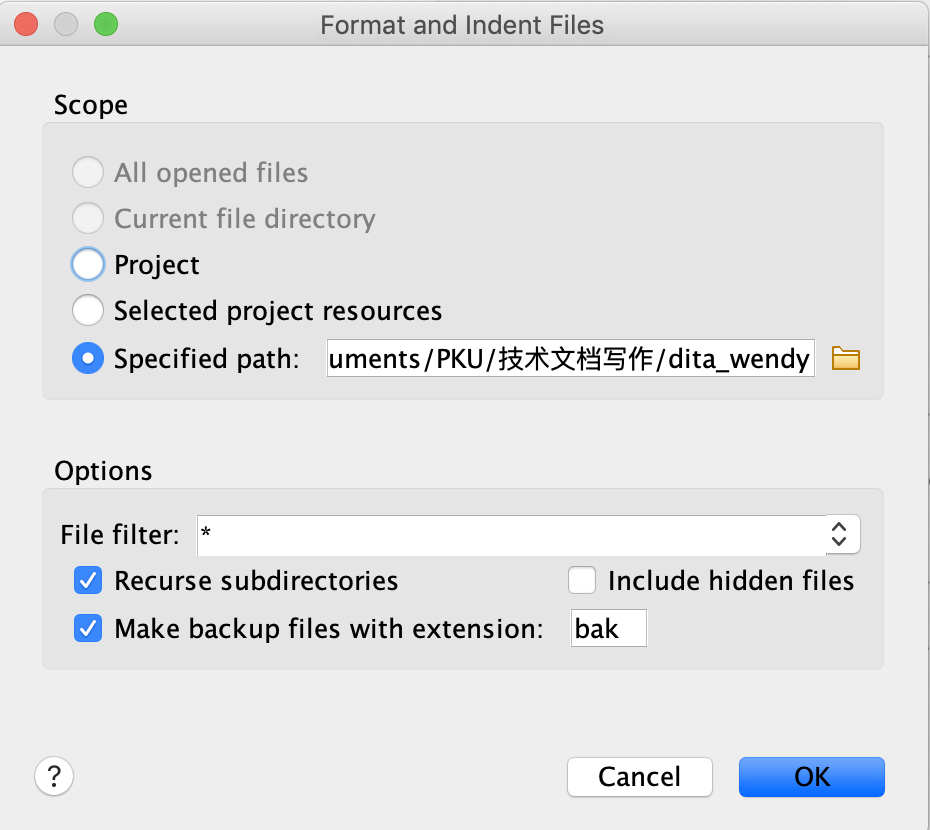 Format and Indent Files
Scope
All opened files
Current file directory
Project
Selected project resources
Specified path: uments/PKU/技术文档写作/dita_wendy
Options
File filter: *
Recurse subdirectories Include hidden files
Make backup files with extension: bak
? Cancel OK